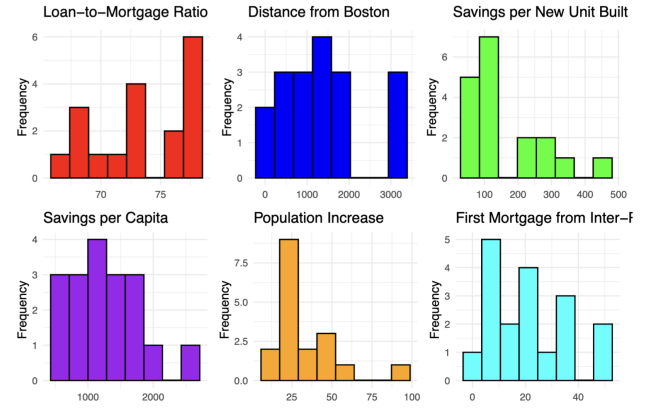 Loan−to−Mortgage Ratio
Frequency
6
4
2
0
70 75
Distance from Boston
Frequency
4
3
2
1
0
0 1000 2000 3000
Savings per New Unit Built
Frequency
6
4
2
0
100 200 300 400 500
Savings per Capita
Frequency
4
3
2
1
0
1000 2000
Population Increase
Frequency
7.5
5.0
2.5
0.0
25 50 75 100
First Mortgage from Inter−
Frequency
5
4
3
2
1
0
0 20 40